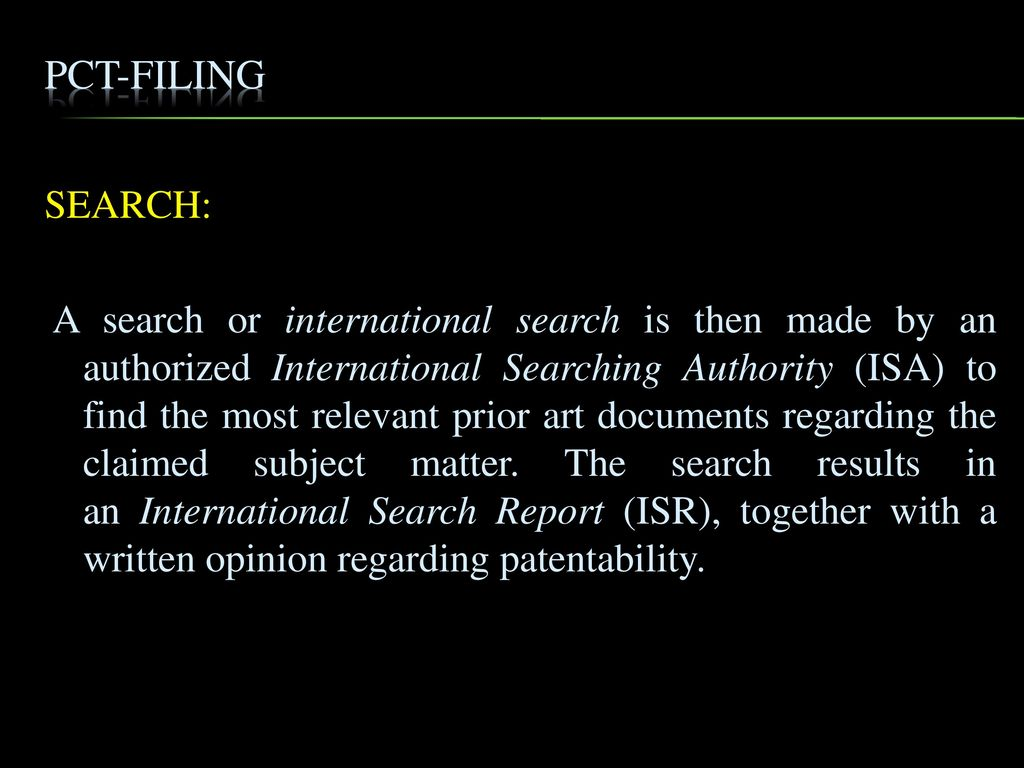 PCT-FILING
SEARCH:
A search or international search is then made by an
authorized International Searching Authority (ISA) to
find the most relevant prior art documents regarding the
claimed subject matter. The search results in
an International Search Report (ISR), together with a
written opinion regarding patentability.